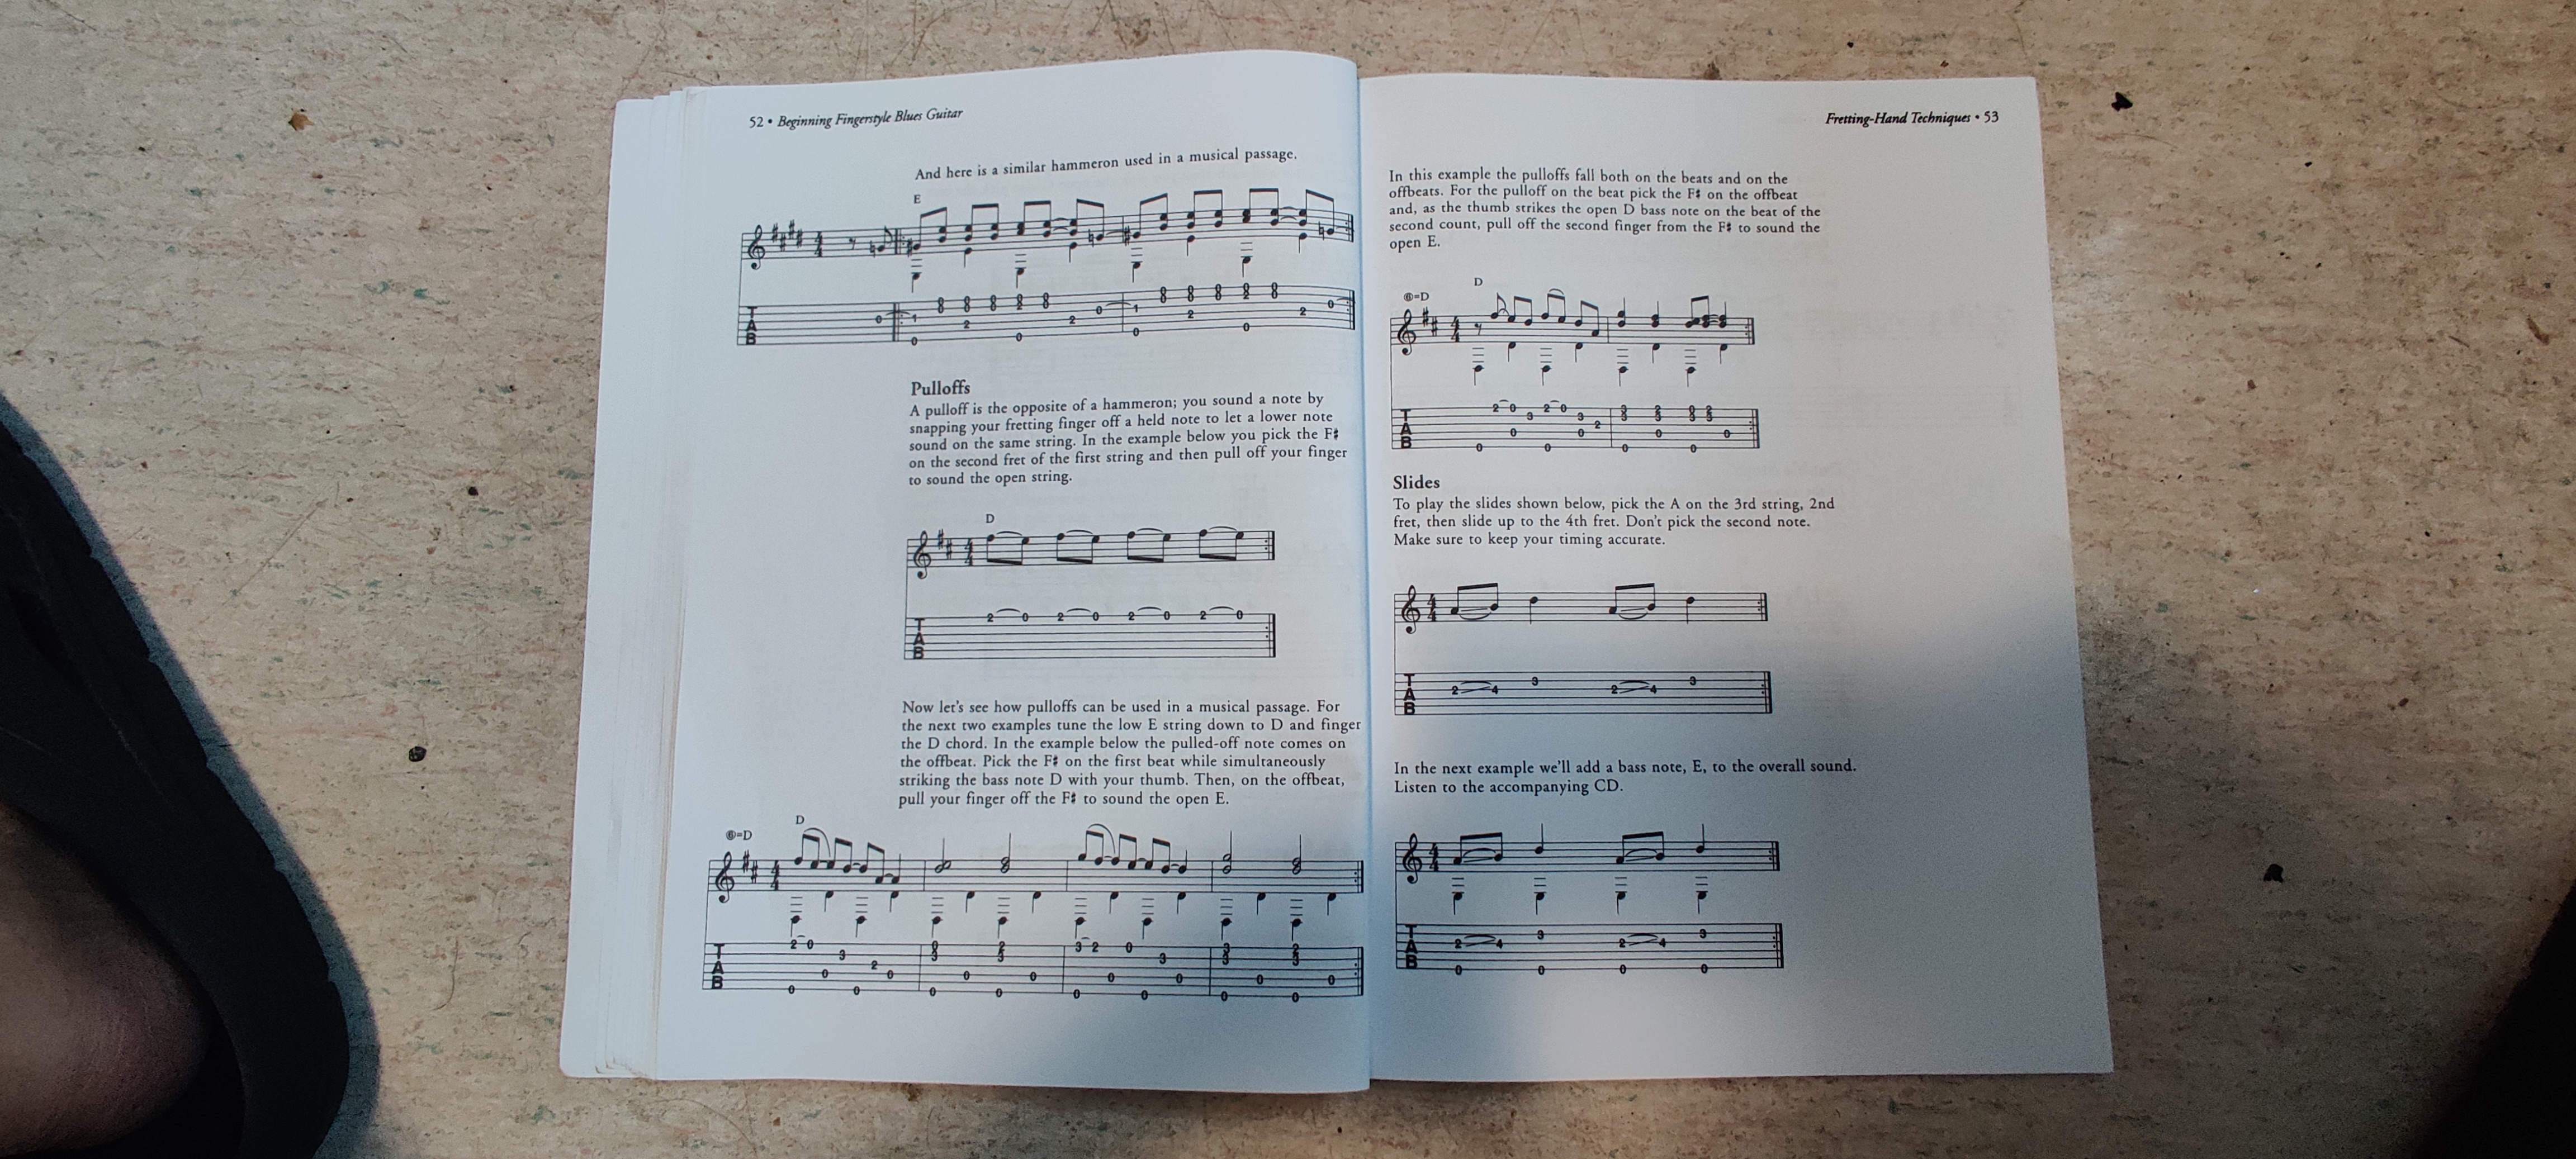 52 • Beginning Fingerstyle Blues Guitar
And here is a similar hammeron used in a musical passage.
E
Pulloffs
A pulloff is the opposite of a hammeron; you sound a note by
snapping your fretting finger off a held note to let a lower note
sound on the same string. In the example below you pick the F♯
on the second fret of the first string and then pull off your finger
to sound the open string.
D
Now let's see how pulloffs can be used in a musical passage. For
the next two examples tune the low E string down to D and finger
the D chord. In the example below the pulled-off note comes on
the offbeat. Pick the F♯ on the first beat while simultaneously
striking the bass note D with your thumb. Then, on the offbeat,
pull your finger off the F♯ to sound the open E.
D
⑥=D
Fretting-Hand Techniques • 53
In this example the pulloffs fall both on the beats and on the
offbeats. For the pulloff on the beat pick the F♯ on the offbeat
and, as the thumb strikes the open D bass note on the beat of the
second count, pull off the second finger from the F♯ to sound the
open E.
D
⑥=D
Slides
To play the slides shown below, pick the A on the 3rd string, 2nd
fret, then slide up to the 4th fret. Don't pick the second note.
Make sure to keep your timing accurate.
In the next example we'll add a bass note, E, to the overall sound.
Listen to the accompanying CD.